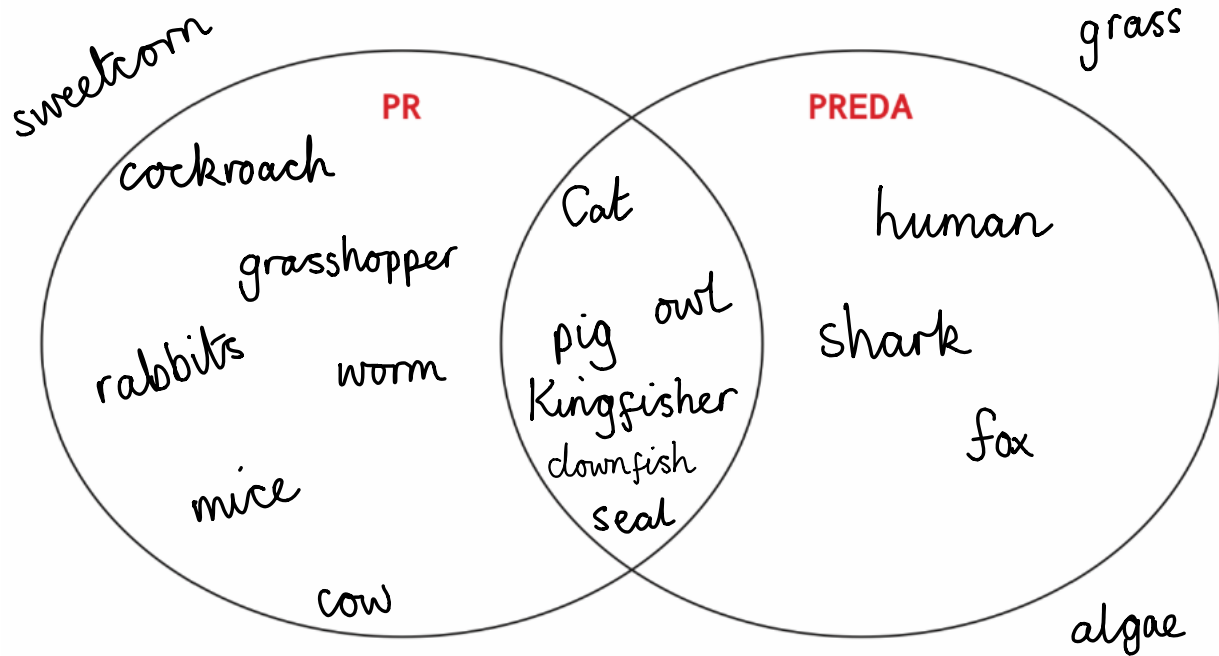 sweetcorn
grass
PR
PREDA
cockroach
Cat
human
grasshopper
owl
pig
shark
rabbits
worm
Kingfisher
fox
clownfish
mice
seal
cow
algae